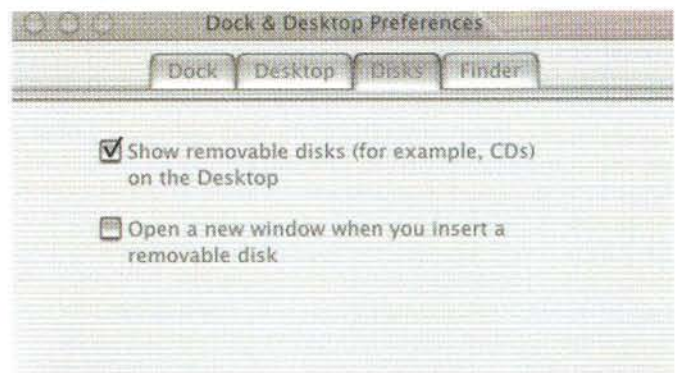 Dock & Desktop Preferences
Dock Desktop Disks Finder
Show removable disks (for example, CDs)
on the Desktop
Open a new window when you insert a
removable disk